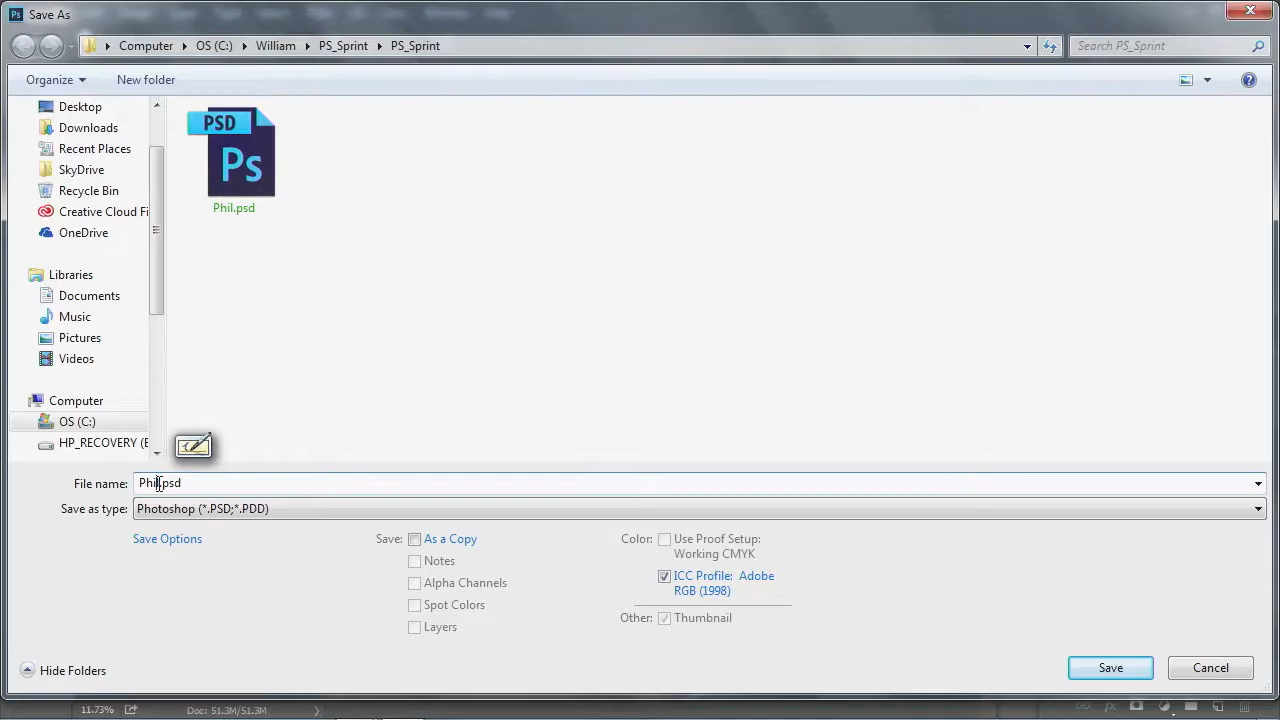 Save As
Computer OS (C:) William PS_Sprint PS_Sprint
Search PS_Sprint
Organize
New folder
Desktop
Downloads
Recent Places
SkyDrive
Recycle Bin
Creative Cloud Fi
OneDrive
Libraries
Documents
Music
Pictures
Videos
Computer
OS (C:)
HP_RECOVERY (E
PSD
Ps
Phil.psd
File name: Phil.psd
Save as type: Photoshop (*.PSD;*.PDD)
Save Options
Save: As a Copy
Notes
Alpha Channels
Spot Colors
Layers
Color: Use Proof Setup:
Working CMYK
ICC Profile: Adobe
RGB (1998)
Other: Thumbnail
Hide Folders
Save
Cancel
11.73%
Doc: 51.3M/51.3M